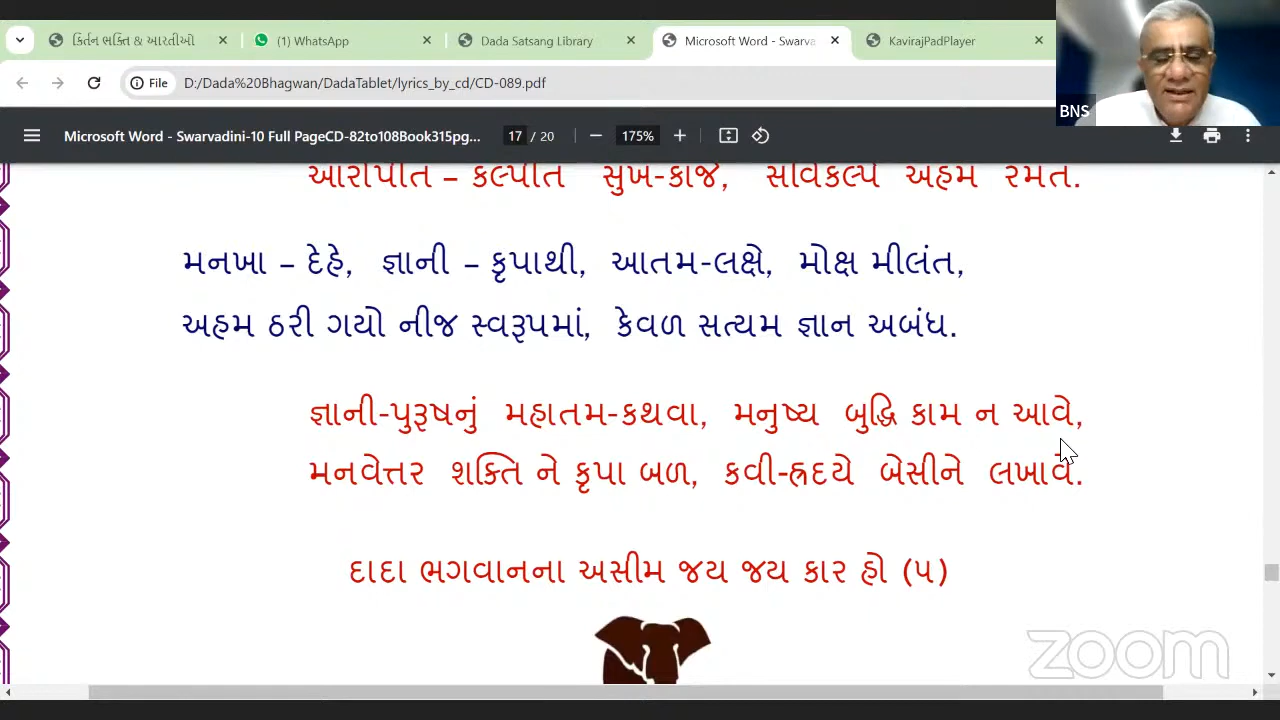 કિર્તન ભક્તિ & આરતીઓ
(1) WhatsApp
Dada Satsang Library
Microsoft Word - Swarva
KavirajPadPlayer
File
D:/Dada%20Bhagwan/DadaTablet/lyrics_by_cd/CD-089.pdf
BNS
Microsoft Word - Swarvadini-10 Full PageCD-82to108Book315pg...
17 / 20
175%
આરોપીત – કલ્પીત સુખ-કાજે, સવિકલ્પે અહમ રમત.
મનખા – દેહે, જ્ઞાની – કૃપાથી, આતમ-લક્ષે, મોક્ષ મીલંત,
અહમ ઠરી ગયો નીજ સ્વરૂપમાં, કેવળ સત્યમ જ્ઞાન અબંધ.
જ્ઞાની-પુરૂષનું મહાતમ-કથવા, મનુષ્ય બુદ્ધિ કામ ન આવે,
મનવેત્તર શક્તિ ને કૃપા બળ, કવી-હ્રદયે બેસીને લખાવે.
દાદા ભગવાનના અસીમ જય જય કાર હો (૫)
zoom